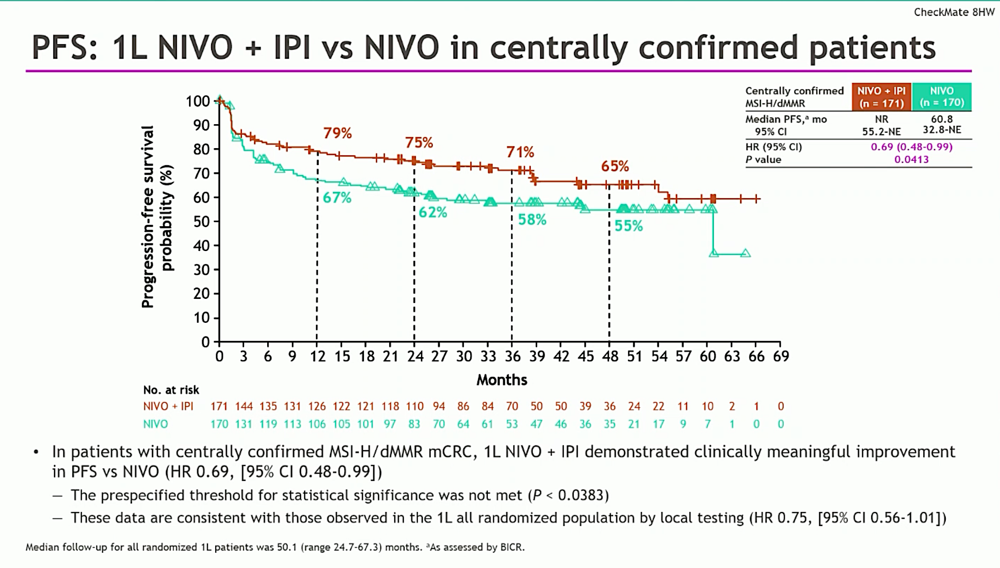 CheckMate 8HW
PFS: 1L NIVO + IPI vs NIVO in centrally confirmed patients
Centrally confirmed MSI-H/dMMR NIVO + IPI (n = 171) NIVO (n = 170)
Median PFS,ᵃ mo NR 60.8
95% CI 55.2-NE 32.8-NE
HR (95% CI) 0.69 (0.48-0.99)
P value 0.0413
Progression-free survival
probability (%)
100
90
80
70
60
50
40
30
20
10
0
79%
75%
71%
65%
67%
62%
58%
55%
0 3 6 9 12 15 18 21 24 27 30 33 36 39 42 45 48 51 54 57 60 63 66 69
Months
No. at risk
NIVO + IPI 171 144 135 131 126 122 121 118 110 94 86 84 70 50 50 39 36 24 22 11 10 2 1 0
NIVO 170 131 119 113 106 105 101 97 83 70 64 61 53 47 46 36 35 21 17 9 7 1 0 0
• In patients with centrally confirmed MSI-H/dMMR mCRC, 1L NIVO + IPI demonstrated clinically meaningful improvement
in PFS vs NIVO (HR 0.69, [95% CI 0.48-0.99])
— The prespecified threshold for statistical significance was not met (P < 0.0383)
— These data are consistent with those observed in the 1L all randomized population by local testing (HR 0.75, [95% CI 0.56-1.01])
Median follow-up for all randomized 1L patients was 50.1 (range 24.7-67.3) months. ᵃAs assessed by BICR.